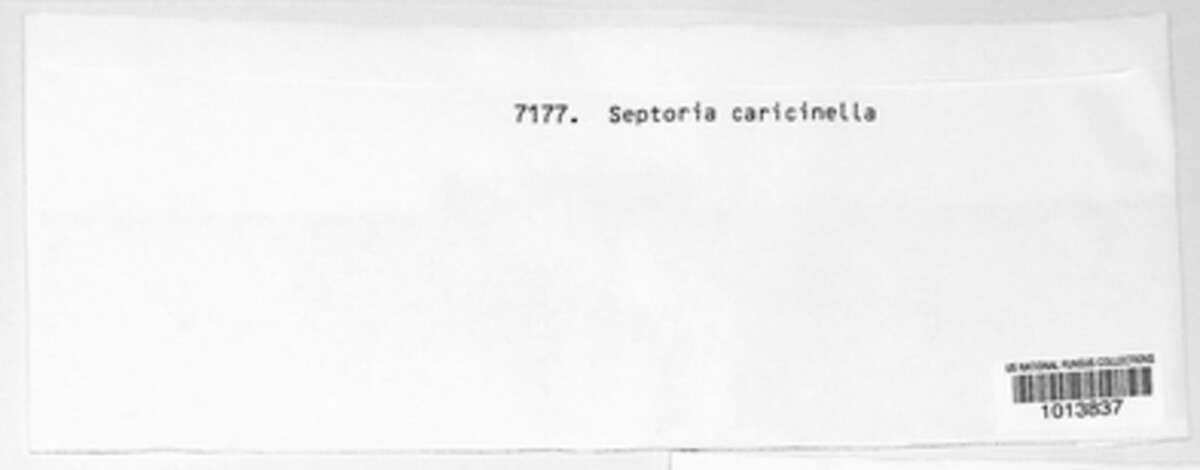 7177. Septoria caricinella
US NATIONAL FUNGUS COLLECTIONS
1013837